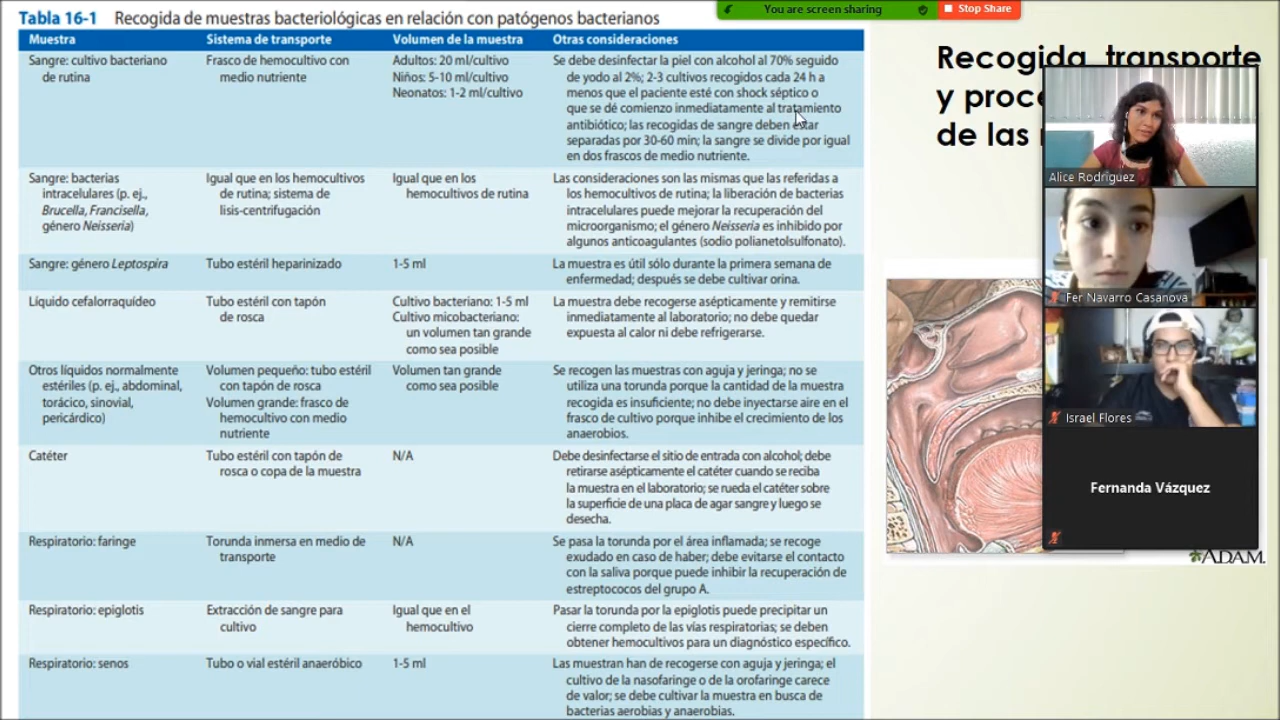 Tabla 16-1 Recogida de muestras bacteriológicas en relación con patógenos bacterianos
You are screen sharing
Stop Share
Muestra Sistema de transporte Volumen de la muestra Otras consideraciones
Sangre: cultivo bacteriano de rutina
Frasco de hemocultivo con medio nutriente
Adultos: 20 ml/cultivo
Niños: 5-10 ml/cultivo
Neonatos: 1-2 ml/cultivo
Se debe desinfectar la piel con alcohol al 70% seguido
de yodo al 2%; 2-3 cultivos recogidos cada 24 h a
menos que el paciente esté con shock séptico o
que se dé comienzo inmediatamente al tratamiento
antibiótico; las recogidas de sangre deben estar
separadas por 30-60 min; la sangre se divide por igual
en dos frascos de medio nutriente.
Sangre: bacterias
intracelulares (p. ej.,
Brucella, Francisella,
género Neisseria)
Igual que en los hemocultivos
de rutina; sistema de
lisis-centrifugación
Igual que en los
hemocultivos de rutina
Las consideraciones son las mismas que las referidas a
los hemocultivos de rutina; la liberación de bacterias
intracelulares puede mejorar la recuperación del
microorganismo; el género Neisseria es inhibido por
algunos anticoagulantes (sodio polianetolsulfonato).
Sangre: género Leptospira
Tubo estéril heparinizado
1-5 ml
La muestra es útil sólo durante la primera semana de
enfermedad; después se debe cultivar orina.
Líquido cefalorraquídeo
Tubo estéril con tapón
de rosca
Cultivo bacteriano: 1-5 ml
Cultivo micobacteriano:
un volumen tan grande
como sea posible
La muestra debe recogerse asépticamente y remitirse
inmediatamente al laboratorio; no debe quedar
expuesta al calor ni debe refrigerarse.
Otros líquidos normalmente
estériles (p. ej., abdominal,
torácico, sinovial,
pericárdico)
Volumen pequeño: tubo estéril
con tapón de rosca
Volumen grande: frasco de
hemocultivo con medio
nutriente
Volumen tan grande
como sea posible
Se recogen las muestras con aguja y jeringa; no se
utiliza una torunda porque la cantidad de la muestra
recogida es insuficiente; no debe inyectarse aire en el
frasco de cultivo porque inhibe el crecimiento de los
anaerobios.
Catéter
Tubo estéril con tapón de
rosca o copa de la muestra
N/A
Debe desinfectarse el sitio de entrada con alcohol; debe
retirarse asépticamente el catéter cuando se reciba
la muestra en el laboratorio; se rueda el catéter sobre
la superficie de una placa de agar sangre y luego se
desecha.
Respiratorio: faringe
Torunda inmersa en medio de
transporte
N/A
Se pasa la torunda por el área inflamada; se recoge
exudado en caso de haber; debe evitarse el contacto
con la saliva porque puede inhibir la recuperación de
estreptococos del grupo A.
Respiratorio: epiglotis
Extracción de sangre para
cultivo
Igual que en el
hemocultivo
Pasar la torunda por la epiglotis puede precipitar un
cierre completo de las vías respiratorias; se deben
obtener hemocultivos para un diagnóstico específico.
Respiratorio: senos
Tubo o vial estéril anaeróbico
1-5 ml
Las muestran han de recogerse con aguja y jeringa; el
cultivo de la nasofaringe o de la orofaringe carece
de valor; se debe cultivar la muestra en busca de
bacterias aerobias y anaerobias.
Recogida, transporte
y proce
de las
Alice Rodríguez
Fer Navarro Casanova
Israel Flores
Fernanda Vázquez
ADAM.